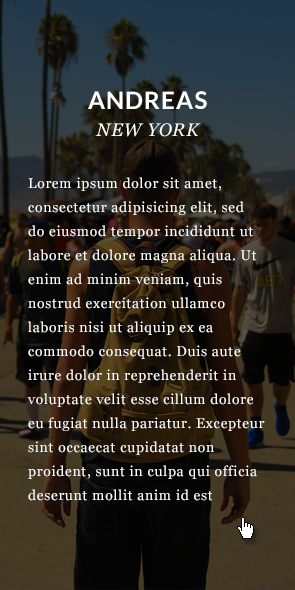 ANDREAS
NEW YORK
Lorem ipsum dolor sit amet,
consectetur adipisicing elit, sed
do eiusmod tempor incididunt ut
labore et dolore magna aliqua. Ut
enim ad minim veniam, quis
nostrud exercitation ullamco
laboris nisi ut aliquip ex ea
commodo consequat. Duis aute
irure dolor in reprehenderit in
voluptate velit esse cillum dolore
eu fugiat nulla pariatur. Excepteur
sint occaecat cupidatat non
proident, sunt in culpa qui officia
deserunt mollit anim id est